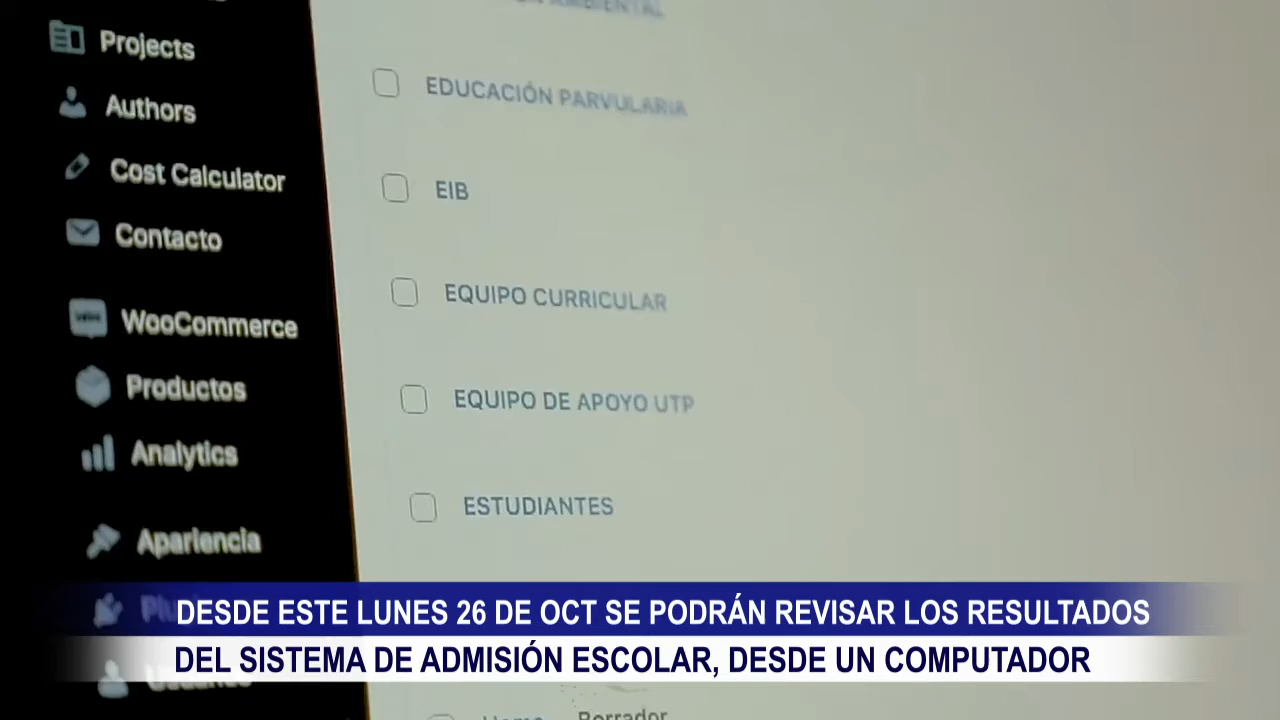 Projects
Authors
Cost Calculator
Contacto
WooCommerce
Productos
Analytics
Apariencia
AMBIENTAL
EDUCACIÓN PARVULARIA
EIB
EQUIPO CURRICULAR
EQUIPO DE APOYO UTP
ESTUDIANTES
Home Borrador
DESDE ESTE LUNES 26 DE OCT SE PODRÁN REVISAR LOS RESULTADOS
DEL SISTEMA DE ADMISIÓN ESCOLAR, DESDE UN COMPUTADOR